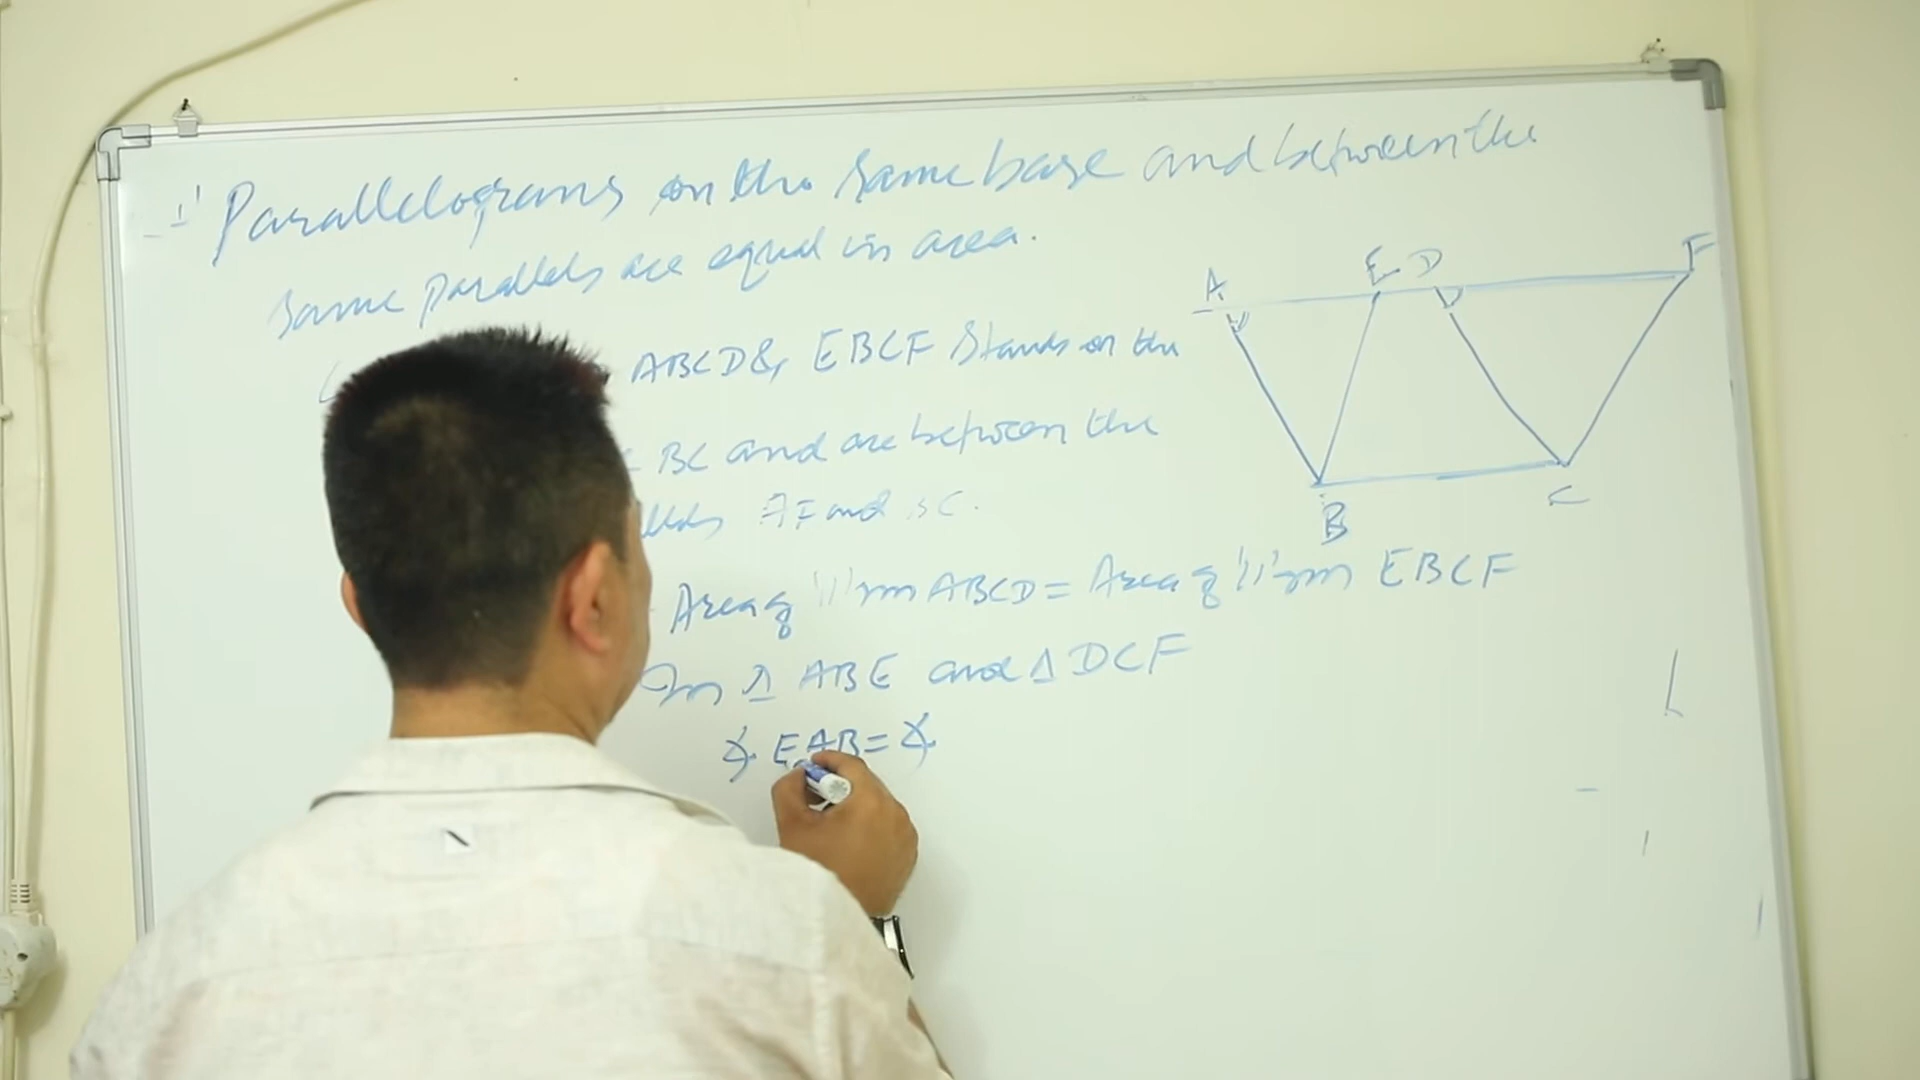 Parallelograms on the same base and between the
same parallels are equal in area.
ABCD &, EBCF Stands on the
BC and are between the
AF and BC.
Area of ''||''gm ABCD = Area of ''||''gm EBCF
In Δ ABE and Δ DCF
∡ EAB = ∡
A E D F
B C